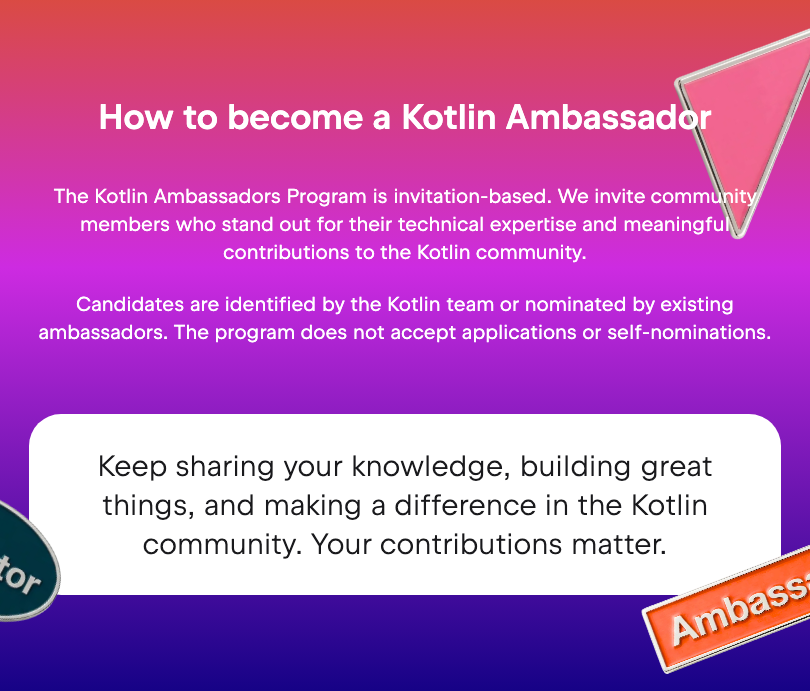 How to become a Kotlin Ambassador
The Kotlin Ambassadors Program is invitation-based. We invite community
members who stand out for their technical expertise and meaningful
contributions to the Kotlin community.
Candidates are identified by the Kotlin team or nominated by existing
ambassadors. The program does not accept applications or self-nominations.
Keep sharing your knowledge, building great
things, and making a difference in the Kotlin
community. Your contributions matter.
tor
Ambassa